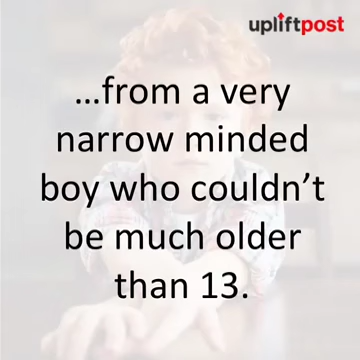 upliftpost
...from a very
narrow minded
boy who couldn't
be much older
than 13.